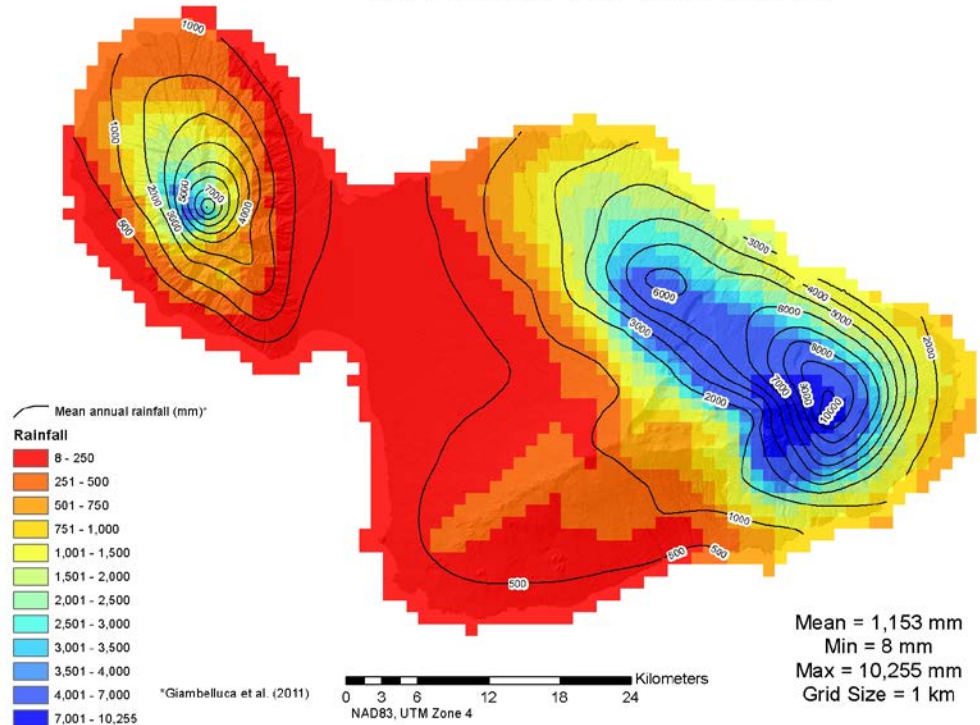 1000
1000
2000
3000
5000
7000
4000
500
3000
4000
5000
6000
6000
2000
3000
8000
2000
7000
9000
10000
1000
500
500
500
Mean annual rainfall (mm)*
Rainfall
8 - 250
251 - 500
501 - 750
751 - 1,000
1,001 - 1,500
1,501 - 2,000
2,001 - 2,500
2,501 - 3,000
3,001 - 3,500
3,501 - 4,000
4,001 - 7,000
7,001 - 10,255
*Giambelluca et al. (2011)
Kilometers
0 1 2 4 6 12 18 24
NAD83, UTM Zone 4
Mean = 1,153 mm
Min = 8 mm
Max = 10,255 mm
Grid Size = 1 km